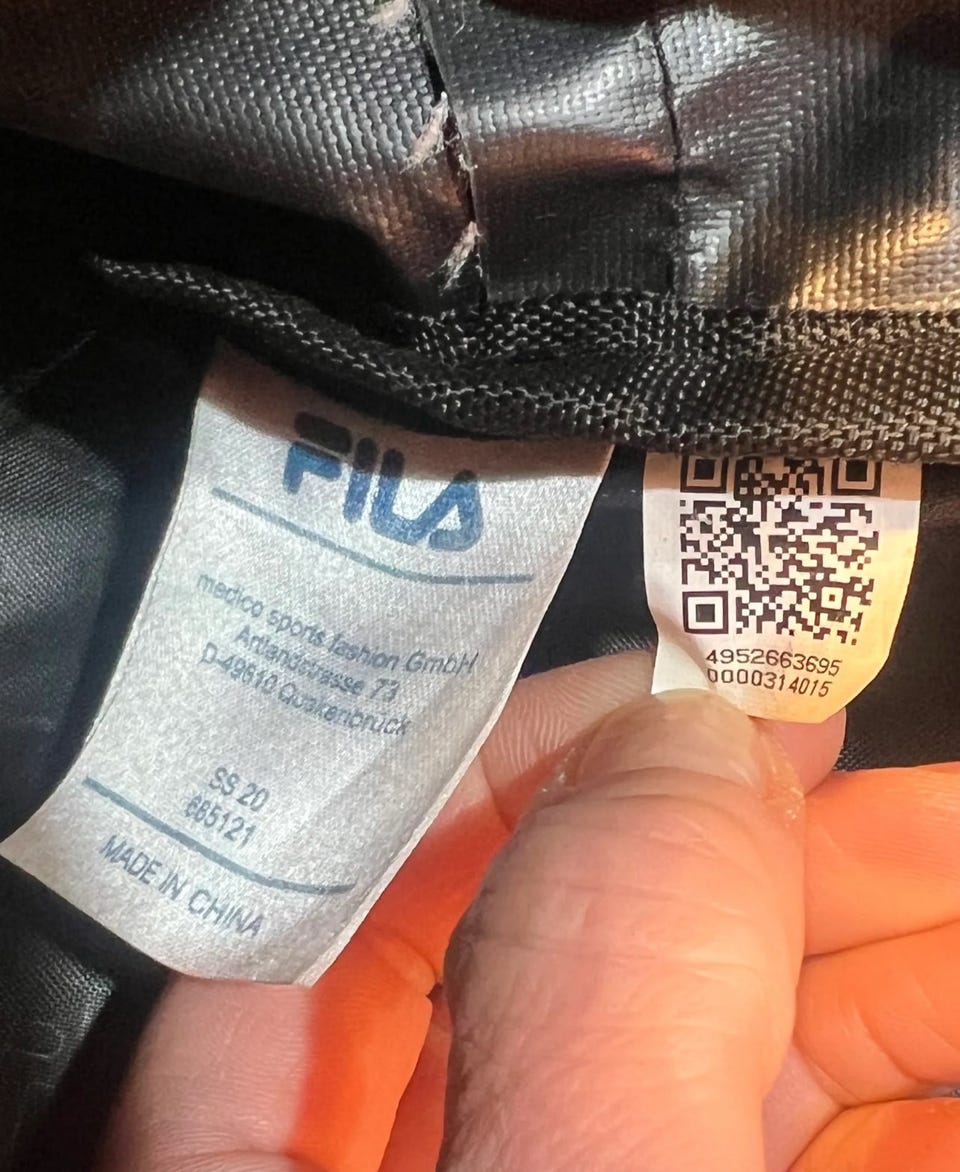 FILA
medico sports fashion GmbH
Artlandstrasse 73
D-49610 Quakenbrück
SS 20
685121
MADE IN CHINA
4952663695
0000314015